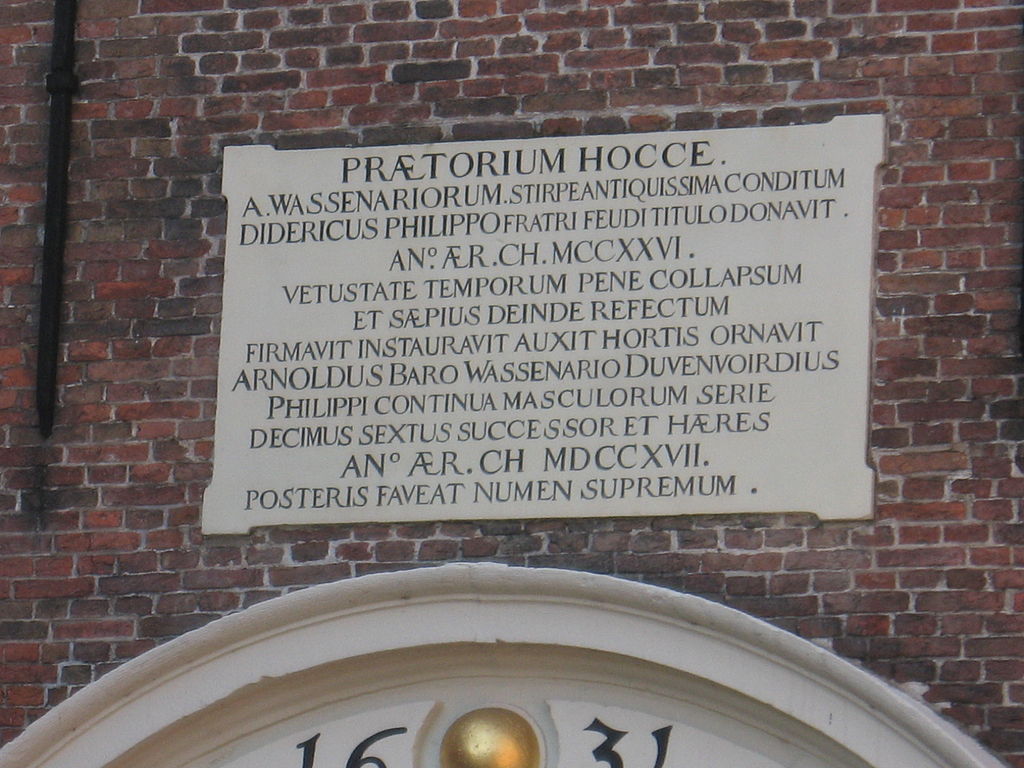 PRÆTORIUM HOCCE.
A. WASSENARIORUM. STIRPE ANTIQUISSIMA CONDITUM
DIDERICUS PHILIPPO FRATRI FEUDI TITULO DONAVIT.
ANº. ÆR. CH. MCCXXVI.
VETUSTATE TEMPORUM PENE COLLAPSUM
ET SÆPIUS DEINDE REFECTUM
FIRMAVIT INSTAURAVIT AUXIT HORTIS ORNAVIT
ARNOLDUS BARO WASSENARIO DUVENVOIRDIUS
PHILIPPI CONTINUA MASCULORUM SERIE
DECIMUS SEXTUS SUCCESSOR ET HÆRES
ANº ÆR. CH MDCCXVII.
POSTERIS FAVEAT NUMEN SUPREMUM.
16 31